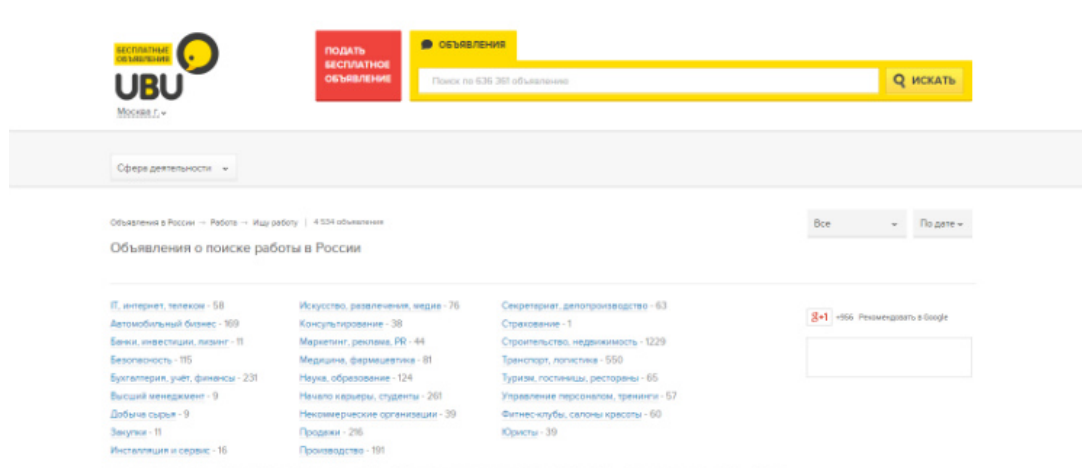 БЕСПЛАТНЫЕ
ОБЪЯВЛЕНИЯ
UBU
Москва г.
ПОДАТЬ
БЕСПЛАТНОЕ
ОБЪЯВЛЕНИЕ
ОБЪЯВЛЕНИЯ
Поиск по 636 361 объявлению
ИСКАТЬ
Сфера деятельности
Объявления в России → Работа → Ищу работу | 4 534 объявления
Все
По дате
Объявления о поиске работы в России
IT, интернет, телеком - 58
Автомобильный бизнес - 169
Банки, инвестиции, лизинг - 11
Безопасность - 115
Бухгалтерия, учёт, финансы - 231
Высший менеджмент - 9
Добыча сырья - 9
Закупки - 11
Инсталляция и сервис - 16
Искусство, развлечения, медиа - 76
Консультирование - 38
Маркетинг, реклама, PR - 44
Медицина, фармацевтика - 81
Наука, образование - 124
Начало карьеры, студенты - 261
Некоммерческие организации - 39
Продажи - 216
Производство - 191
Секретариат, делопроизводство - 63
Страхование - 1
Строительство, недвижимость - 1229
Транспорт, логистика - 550
Туризм, гостиницы, рестораны - 65
Управление персоналом, тренинги - 57
Фитнес-клубы, салоны красоты - 60
Юристы - 39
g+1 +956 Рекомендовать в Google